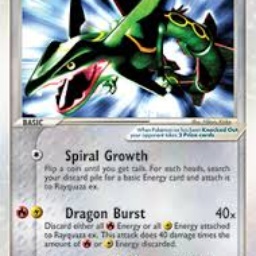 BASIC
When Pokémon-ex has been Knocked Out,
your opponent takes 2 Prize cards.
Spiral Growth
Flip a coin until you get tails. For each heads, search
your discard pile for a basic Energy card and attach it
to Rayquaza ex.
Dragon Burst 40x
Discard either all Energy or all Energy attached
to Rayquaza ex. This attack does 40 damage times the
amount of or Energy discarded.